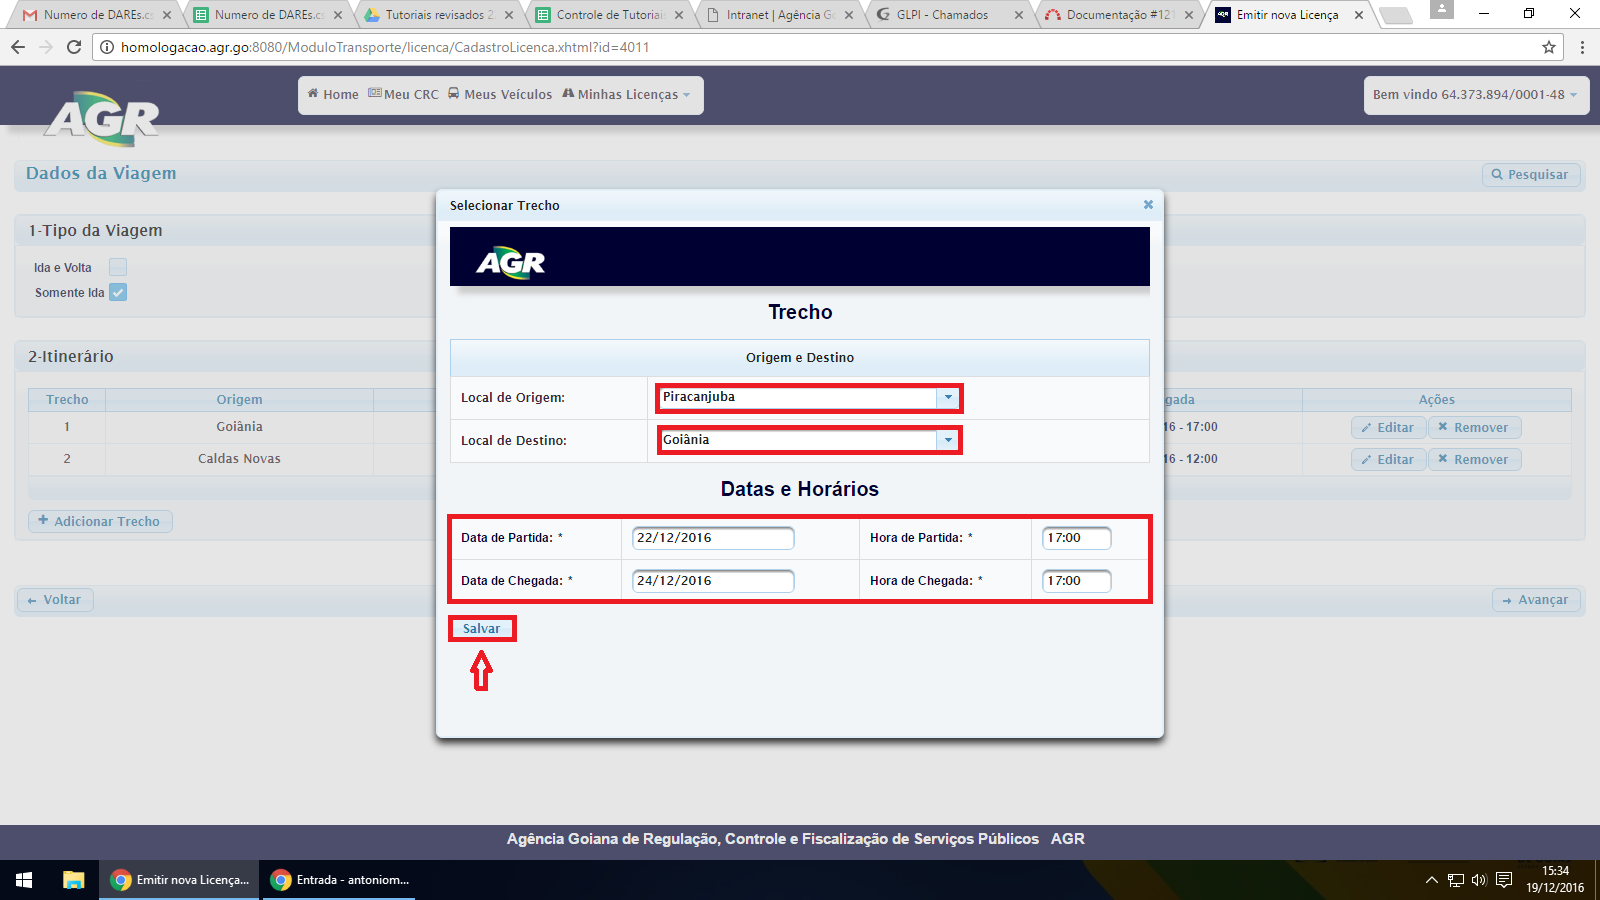 Numero de DAREs.cs
Numero de DAREs.cs
Tutoriais revisados 2
Controle de Tutoriai
Intranet | Agência Go
GLPI - Chamados
Documentação #121
Emitir nova Licença
homologacao.agr.go:8080/ModuloTransporte/licenca/CadastroLicenca.xhtml?id=4011
AGR
Home
Meu CRC
Meus Veículos
Minhas Licenças
Bem vindo 64.373.894/0001-48
Dados da Viagem
Pesquisar
1-Tipo da Viagem
Ida e Volta
Somente Ida
2-Itinerário
Trecho
Origem
gada
Ações
1
Goiânia
16 - 17:00
Editar
Remover
2
Caldas Novas
16 - 12:00
Editar
Remover
Adicionar Trecho
Voltar
Avançar
Selecionar Trecho
AGR
Trecho
Origem e Destino
Local de Origem:
Piracanjuba
Local de Destino:
Goiânia
Datas e Horários
Data de Partida: *
22/12/2016
Hora de Partida: *
17:00
Data de Chegada: *
24/12/2016
Hora de Chegada: *
17:00
Salvar
Agência Goiana de Regulação, Controle e Fiscalização de Serviços Públicos AGR
Emitir nova Licença...
Entrada - antoniom...
15:34
19/12/2016